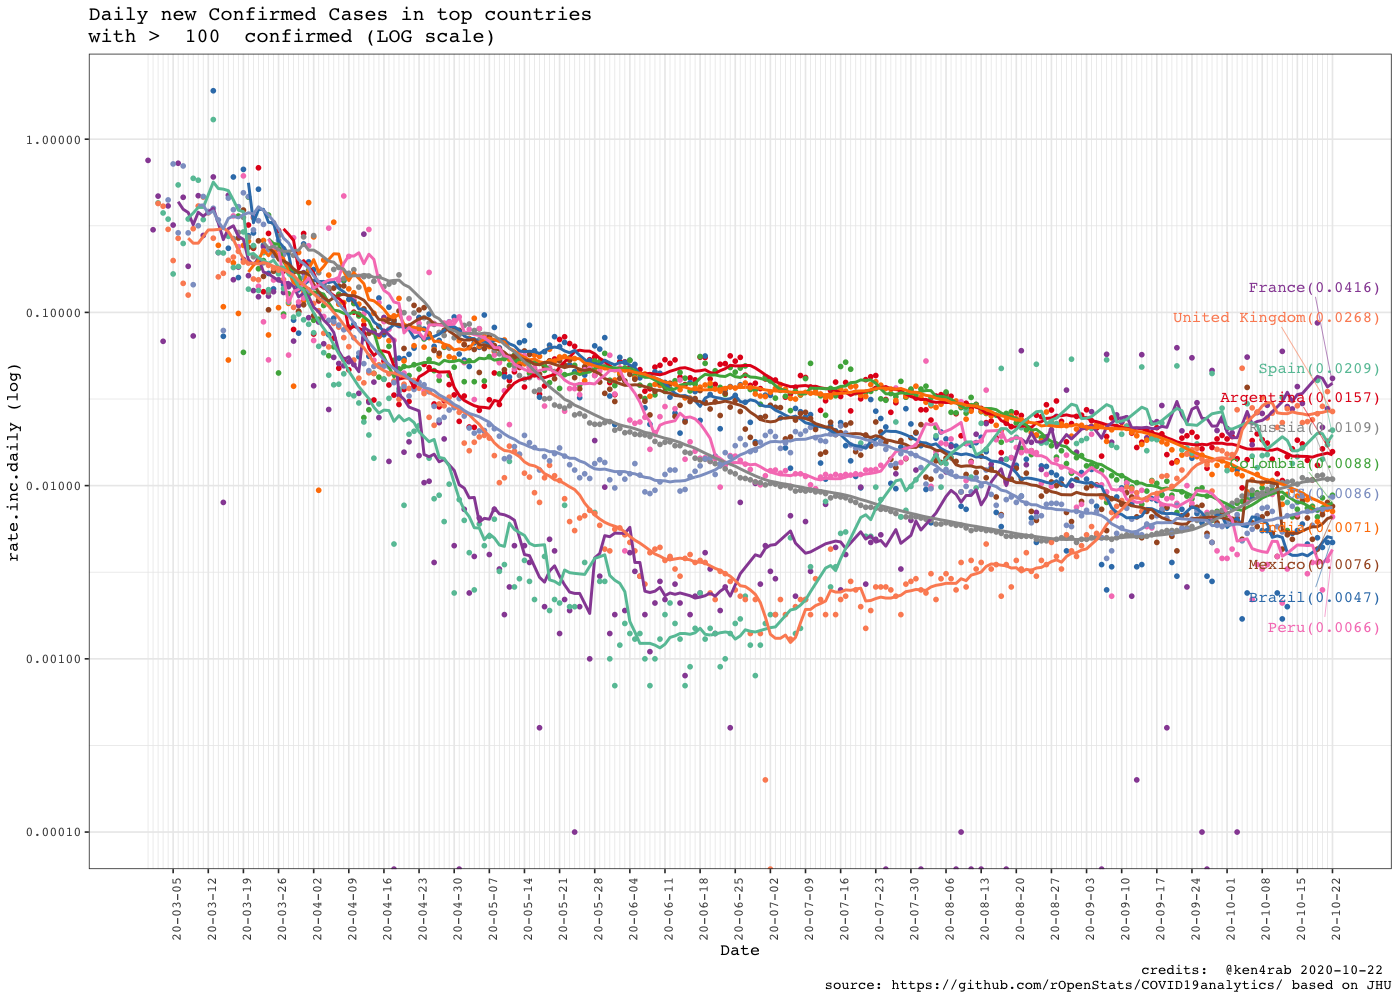 Daily new Confirmed Cases in top countries
with >  100  confirmed (LOG scale)
rate.inc.daily (log)
1.00000
0.10000
0.01000
0.00100
0.00010
France(0.0416)
United Kingdom(0.0268)
Spain(0.0209)
Argentina(0.0157)
Russia(0.0109)
Colombia(0.0088)
(0.0086)
India(0.0071)
Mexico(0.0076)
Brazil(0.0047)
Peru(0.0066)
20-03-05
20-03-12
20-03-19
20-03-26
20-04-02
20-04-09
20-04-16
20-04-23
20-04-30
20-05-07
20-05-14
20-05-21
20-05-28
20-06-04
20-06-11
20-06-18
20-06-25
20-07-02
20-07-09
20-07-16
20-07-23
20-07-30
20-08-06
20-08-13
20-08-20
20-08-27
20-09-03
20-09-10
20-09-17
20-09-24
20-10-01
20-10-08
20-10-15
20-10-22
Date
credits:  @ken4rab 2020-10-22
source: https://github.com/rOpenStats/COVID19analytics/ based on JHU